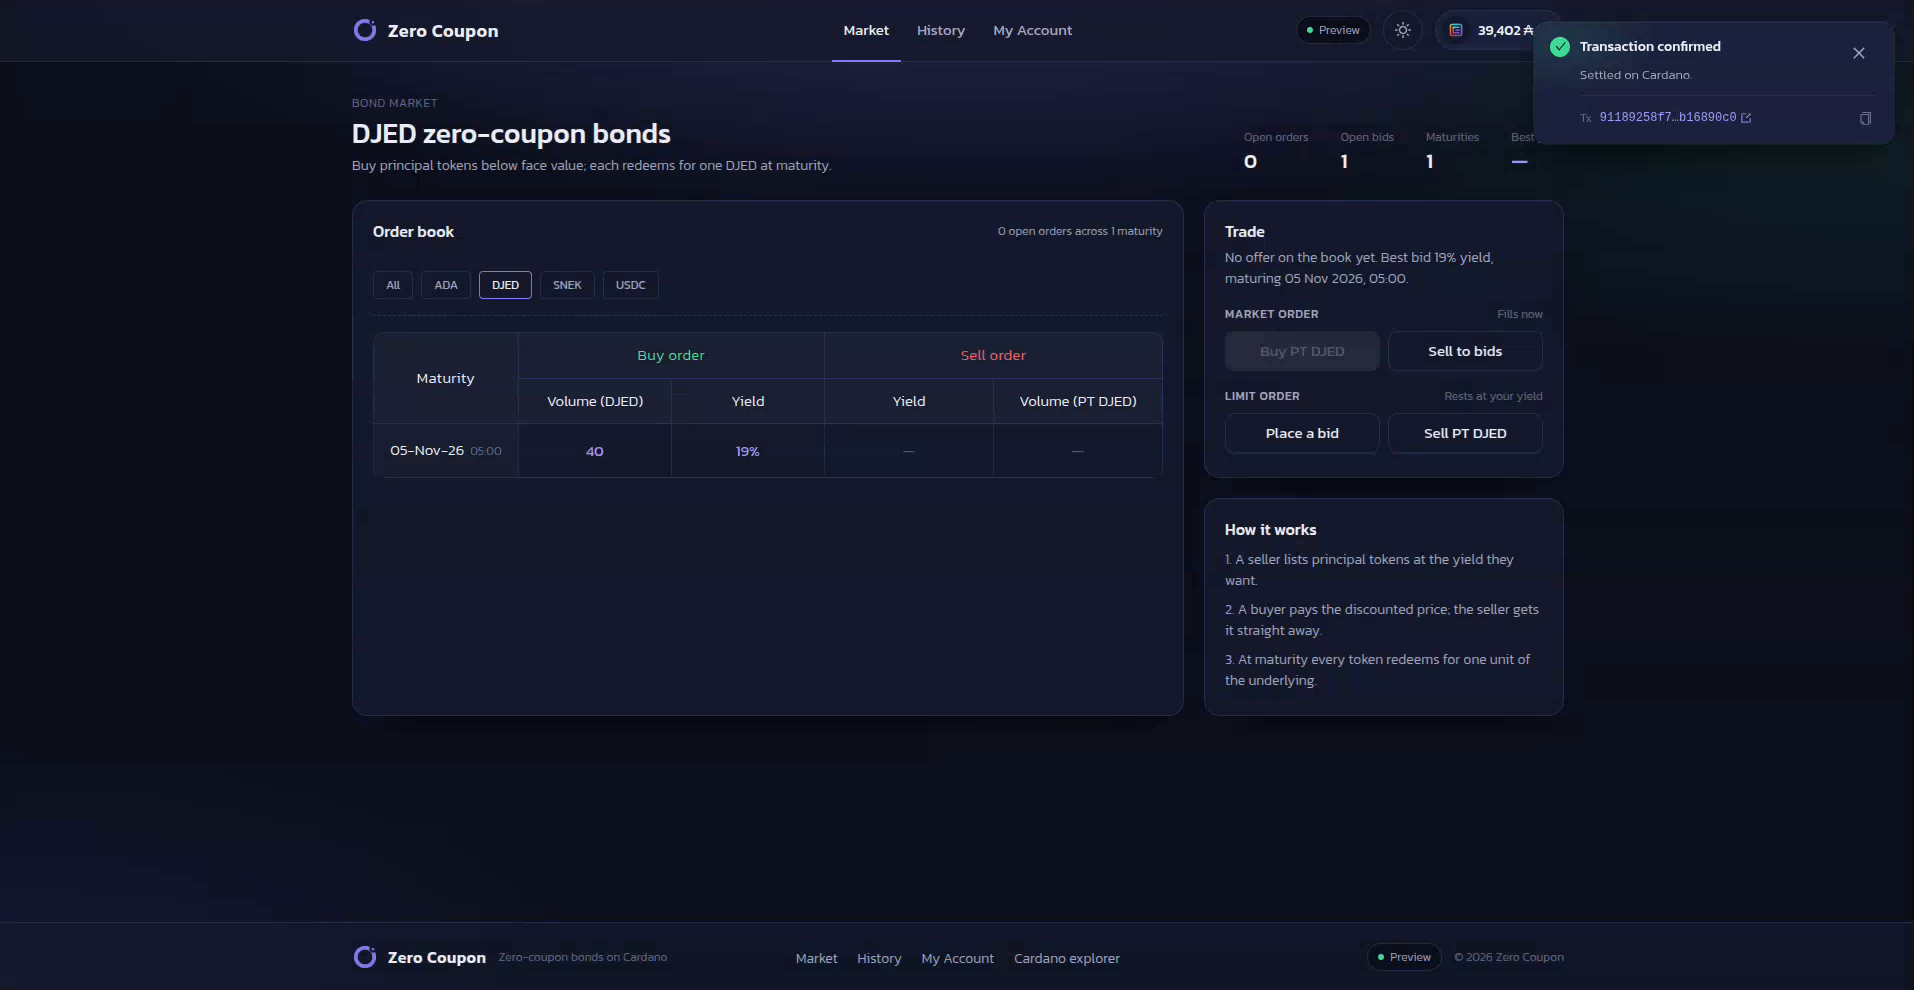 Zero Coupon
Market
History
My Account
Preview
39,402 ₳
Transaction confirmed
Settled on Cardano.
Tx 91189258f7…b16890c0
BOND MARKET
DJED zero-coupon bonds
Buy principal tokens below face value; each redeems for one DJED at maturity.
Open orders
0
Open bids
1
Maturities
1
Best
—
Order book
0 open orders across 1 maturity
All
ADA
DJED
SNEK
USDC
Maturity
Buy order
Sell order
Volume (DJED)
Yield
Yield
Volume (PT DJED)
05-Nov-26 05:00
40
19%
—
—
Trade
No offer on the book yet. Best bid 19% yield,
maturing 05 Nov 2026, 05:00.
MARKET ORDER
Fills now
Buy PT DJED
Sell to bids
LIMIT ORDER
Rests at your yield
Place a bid
Sell PT DJED
How it works
1. A seller lists principal tokens at the yield they
want.
2. A buyer pays the discounted price; the seller gets
it straight away.
3. At maturity every token redeems for one unit of
the underlying.
Zero Coupon
Zero-coupon bonds on Cardano
Market
History
My Account
Cardano explorer
Preview
© 2026 Zero Coupon